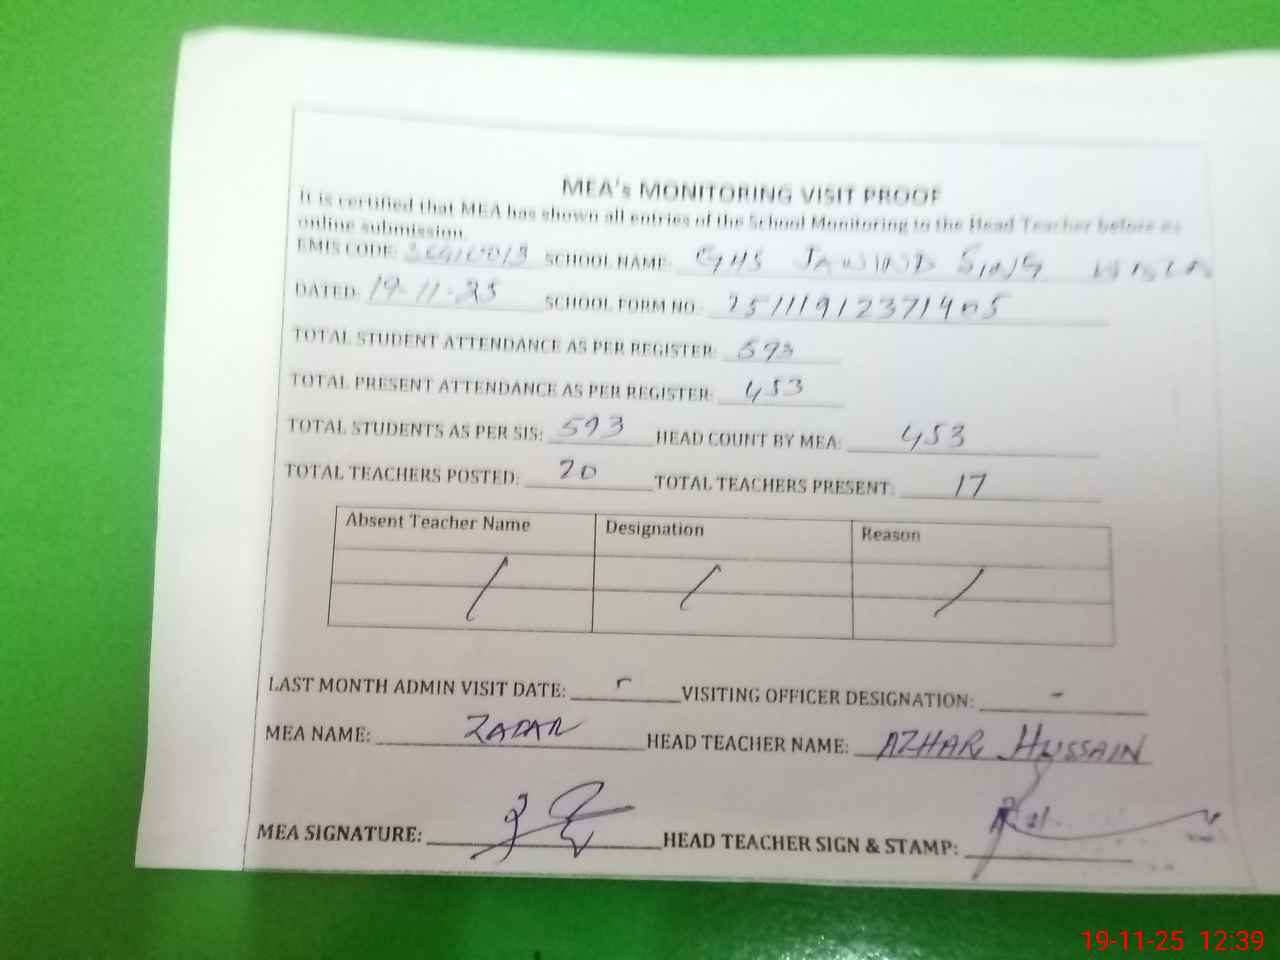 MEA's MONITORING VISIT PROOF
It is certified that MEA has shown all entries of the School Monitoring to the Head Teacher before its
online submission.
EMIS CODE: SCHOOL NAME: GHS JAWIND SING
DATED: 19-11-25 SCHOOL FORM NO.: 25111912371405
TOTAL STUDENT ATTENDANCE AS PER REGISTER: 593
TOTAL PRESENT ATTENDANCE AS PER REGISTER: 453
TOTAL STUDENTS AS PER SIS: 593 HEAD COUNT BY MEA: 453
TOTAL TEACHERS POSTED: 20 TOTAL TEACHERS PRESENT: 17
Absent Teacher Name Designation Reason
/ / /
LAST MONTH ADMIN VISIT DATE: - VISITING OFFICER DESIGNATION: -
MEA NAME: HEAD TEACHER NAME: AZHAR HUSSAIN
MEA SIGNATURE: HEAD TEACHER SIGN & STAMP:
19-11-25 12:39